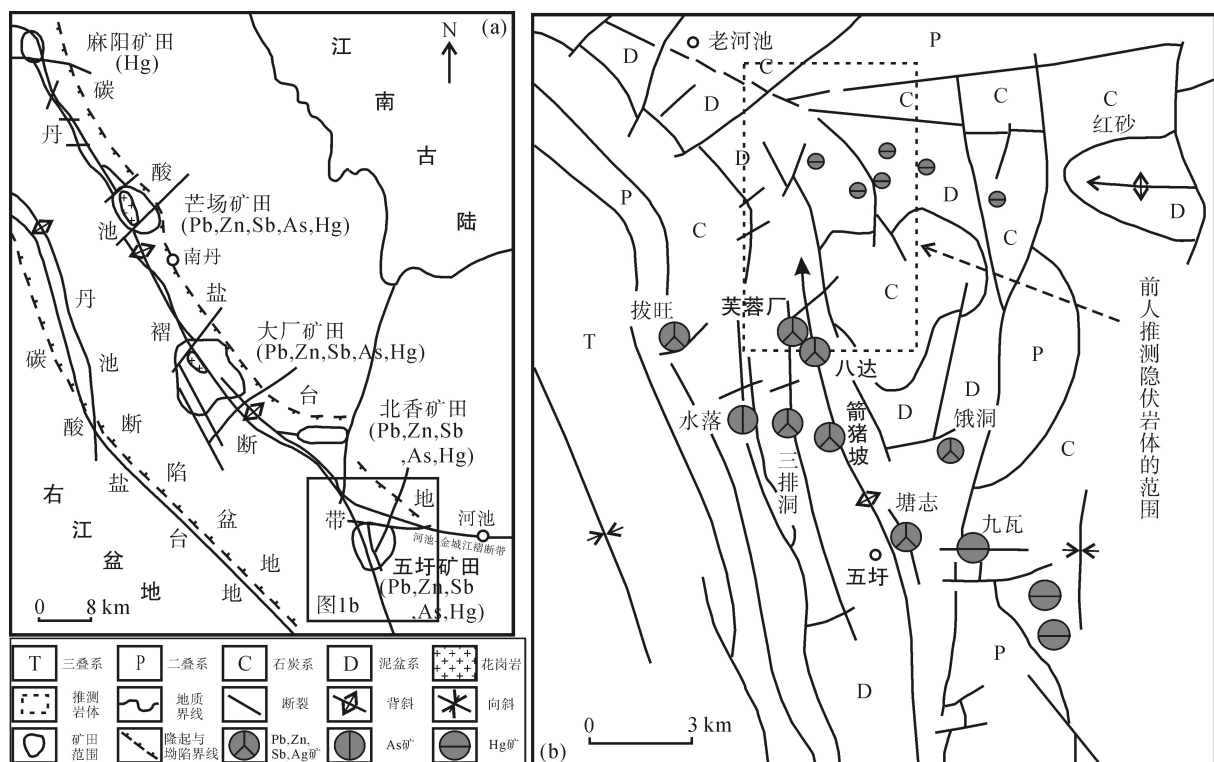 (a)
麻阳矿田
(Hg)
江
南
古
陆
N
碳
酸
盐
台
地
丹
池
褶
断
带
芒场矿田
(Pb,Zn,Sb,As,Hg)
南丹
大厂矿田
(Pb,Zn,Sb,As,Hg)
北香矿田
(Pb,Zn,Sb
,As,Hg)
丹
池
断
陷
盆
地
碳
酸
盐
台
地
右
江
盆
地
河池
河池-金城江褶断带
五圩矿田
(Pb,Zn,Sb
,As,Hg)
图1b
0 8 km
老河池
P
D
C
D
C
C
C
红砂
D
D
P
D
C
C
D
C
拔旺
芙蓉厂
T
八达
P
前人推测隐伏岩体的范围
水落
三排洞
箭猪坡
D
D
饿洞
C
塘志
九瓦
五圩
P
D
0 3 km
(b)
T 三叠系 P 二叠系 C 石炭系 D 泥盆系 花岗岩
推测
岩体
地质
界线
断裂 背斜 向斜
矿田
范围
隆起与
坳陷界线
Pb,Zn,
Sb,Ag矿
As矿 Hg矿